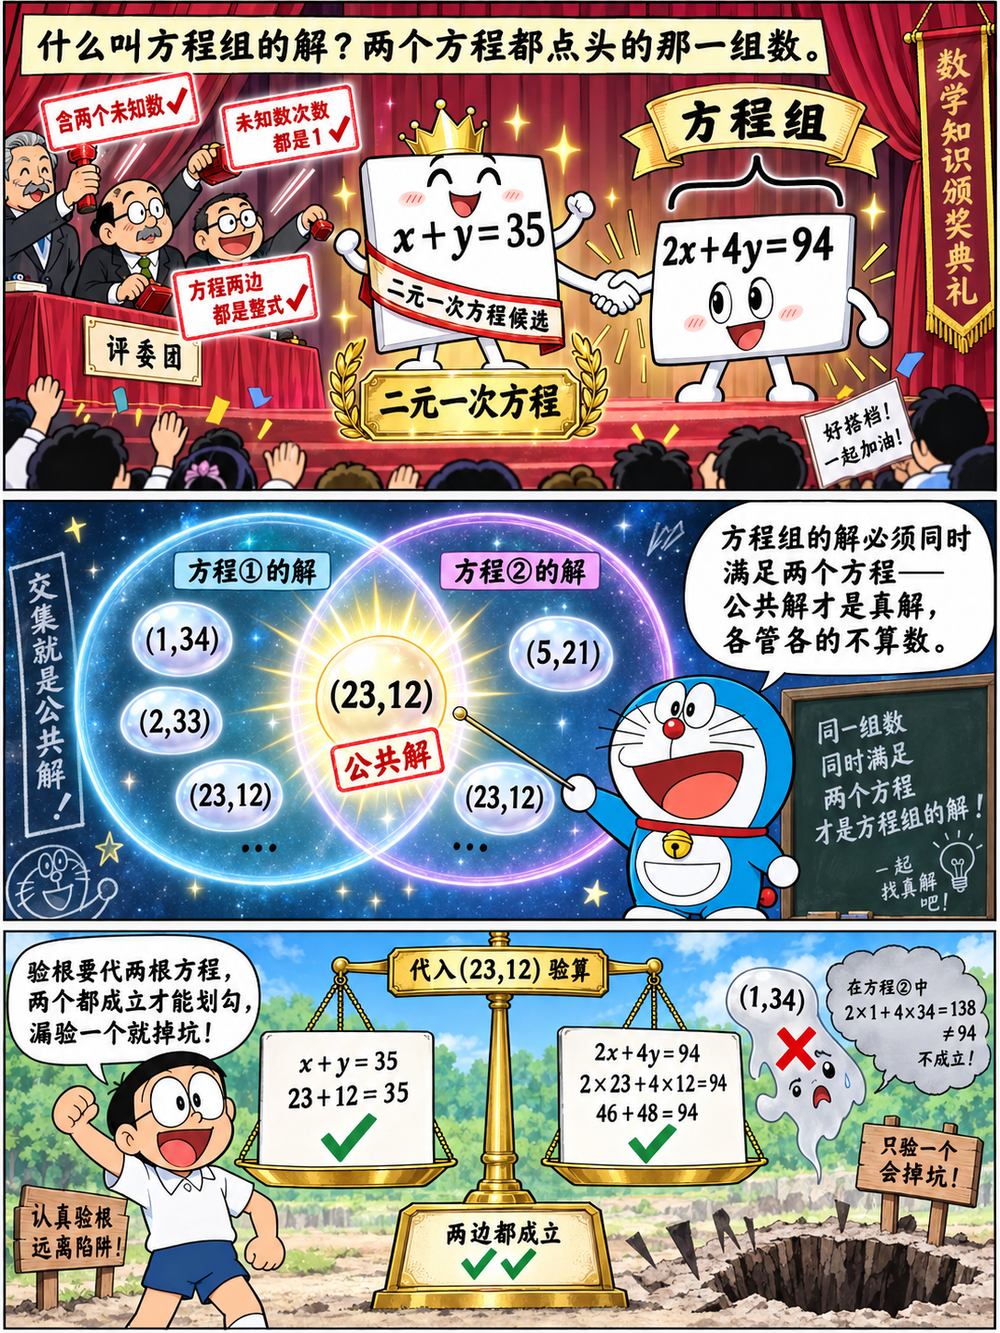 什么叫方程组的解？两个方程都点头的那一组数。
含两个未知数✓
未知数次数
都是1✓
方程两边
都是整式✓
评委团
x+y=35
二元一次方程候选
二元一次方程
方程组
2x+4y=94
数学知识颁奖典礼
好搭档！
一起加油！
交集就是公共解！
方程①的解
(1,34)
(2,33)
(23,12)
...
(23,12)
公共解
方程②的解
(5,21)
(23,12)
...
方程组的解必须同时
满足两个方程——
公共解才是真解，
各管各的不算数。
同一组数
同时满足
两个方程
才是方程组的解！
一起
找真解
吧！
验根要代两根方程，
两个都成立才能划勾，
漏验一个就掉坑！
认真验根
远离陷阱！
代入(23,12)验算
x+y=35
23+12=35
✓
2x+4y=94
2×23+4×12=94
46+48=94
✓
两边都成立
✓✓
(1,34)
在方程②中
2×1+4×34=138
≠94
不成立！
只验一个
会掉坑！